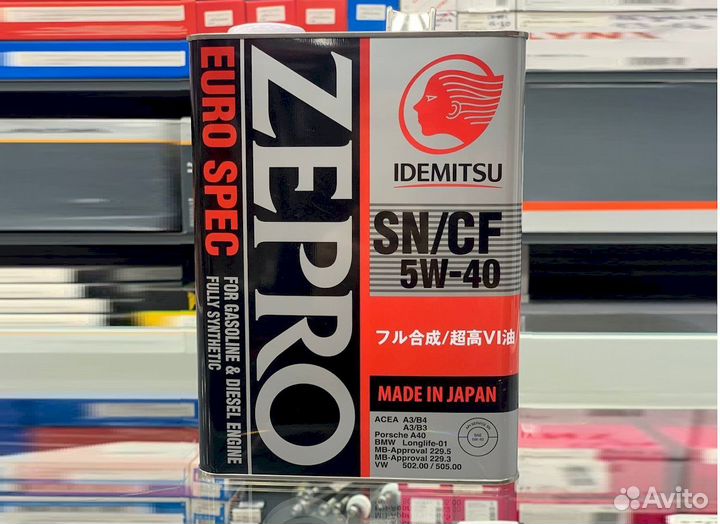 ZEPRO
EURO SPEC
FOR GASOLINE & DIESEL ENGINE
FULLY SYNTHETIC
IDEMITSU
SN/CF
5W-40
フル合成/超高VI油
MADE IN JAPAN
ACEA A3/B4
A3/B3
Porsche A40
BMW Longlife-01
MB-Approval 229.5
MB-Approval 229.3
VW 502.00 / 505.00
Avito